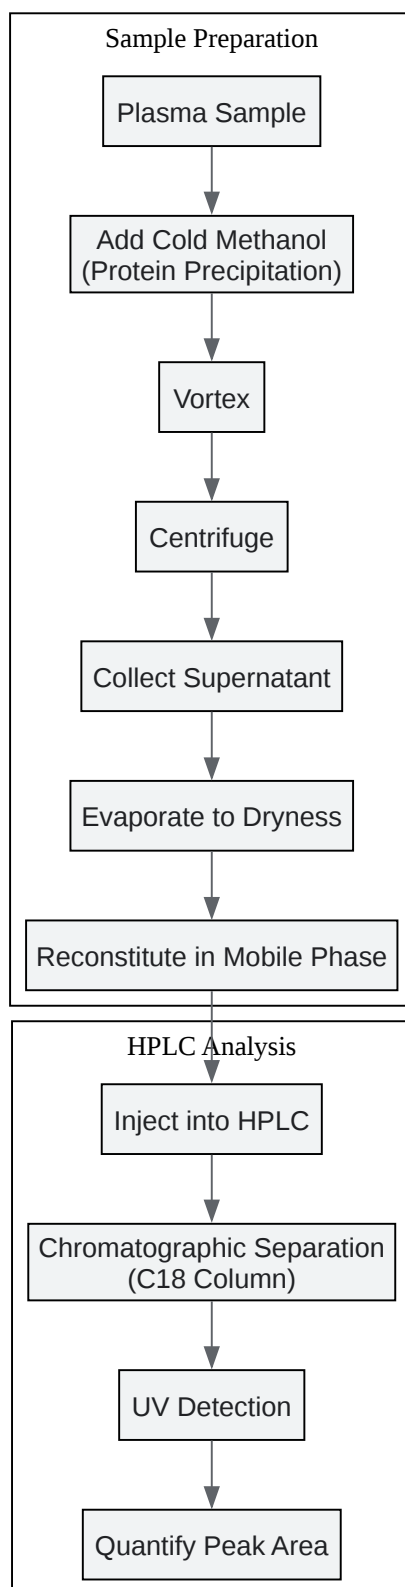 Sample Preparation
Plasma Sample
Add Cold Methanol
(Protein Precipitation)
Vortex
Centrifuge
Collect Supernatant
Evaporate to Dryness
Reconstitute in Mobile Phase
HPLC Analysis
Inject into HPLC
Chromatographic Separation
(C18 Column)
UV Detection
Quantify Peak Area